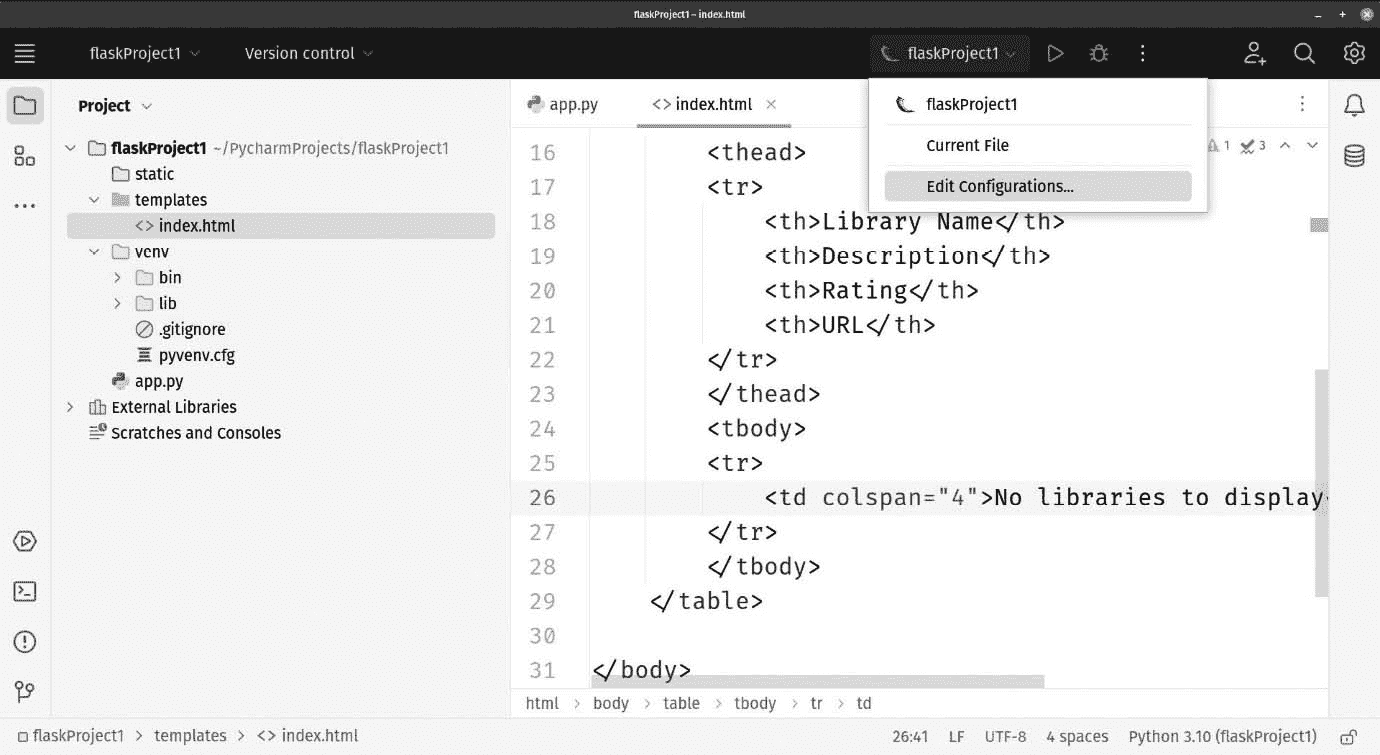 flaskProject1 – index.html
flaskProject1 Version control flaskProject1
Project
flaskProject1 ~/PycharmProjects/flaskProject1
static
templates
<> index.html
venv
bin
lib
.gitignore
pyvenv.cfg
app.py
External Libraries
Scratches and Consoles
app.py <> index.html
flaskProject1
Current File
Edit Configurations...
1 3
16 <thead>
17 <tr>
18 <th>Library Name</th>
19 <th>Description</th>
20 <th>Rating</th>
21 <th>URL</th>
22 </tr>
23 </thead>
24 <tbody>
25 <tr>
26 <td colspan="4">No libraries to display
27 </tr>
28 </tbody>
29 </table>
30
31 </body>
html > body > table > tbody > tr > td
flaskProject1 > templates > <> index.html 26:41 LF UTF-8 4 spaces Python 3.10 (flaskProject1)